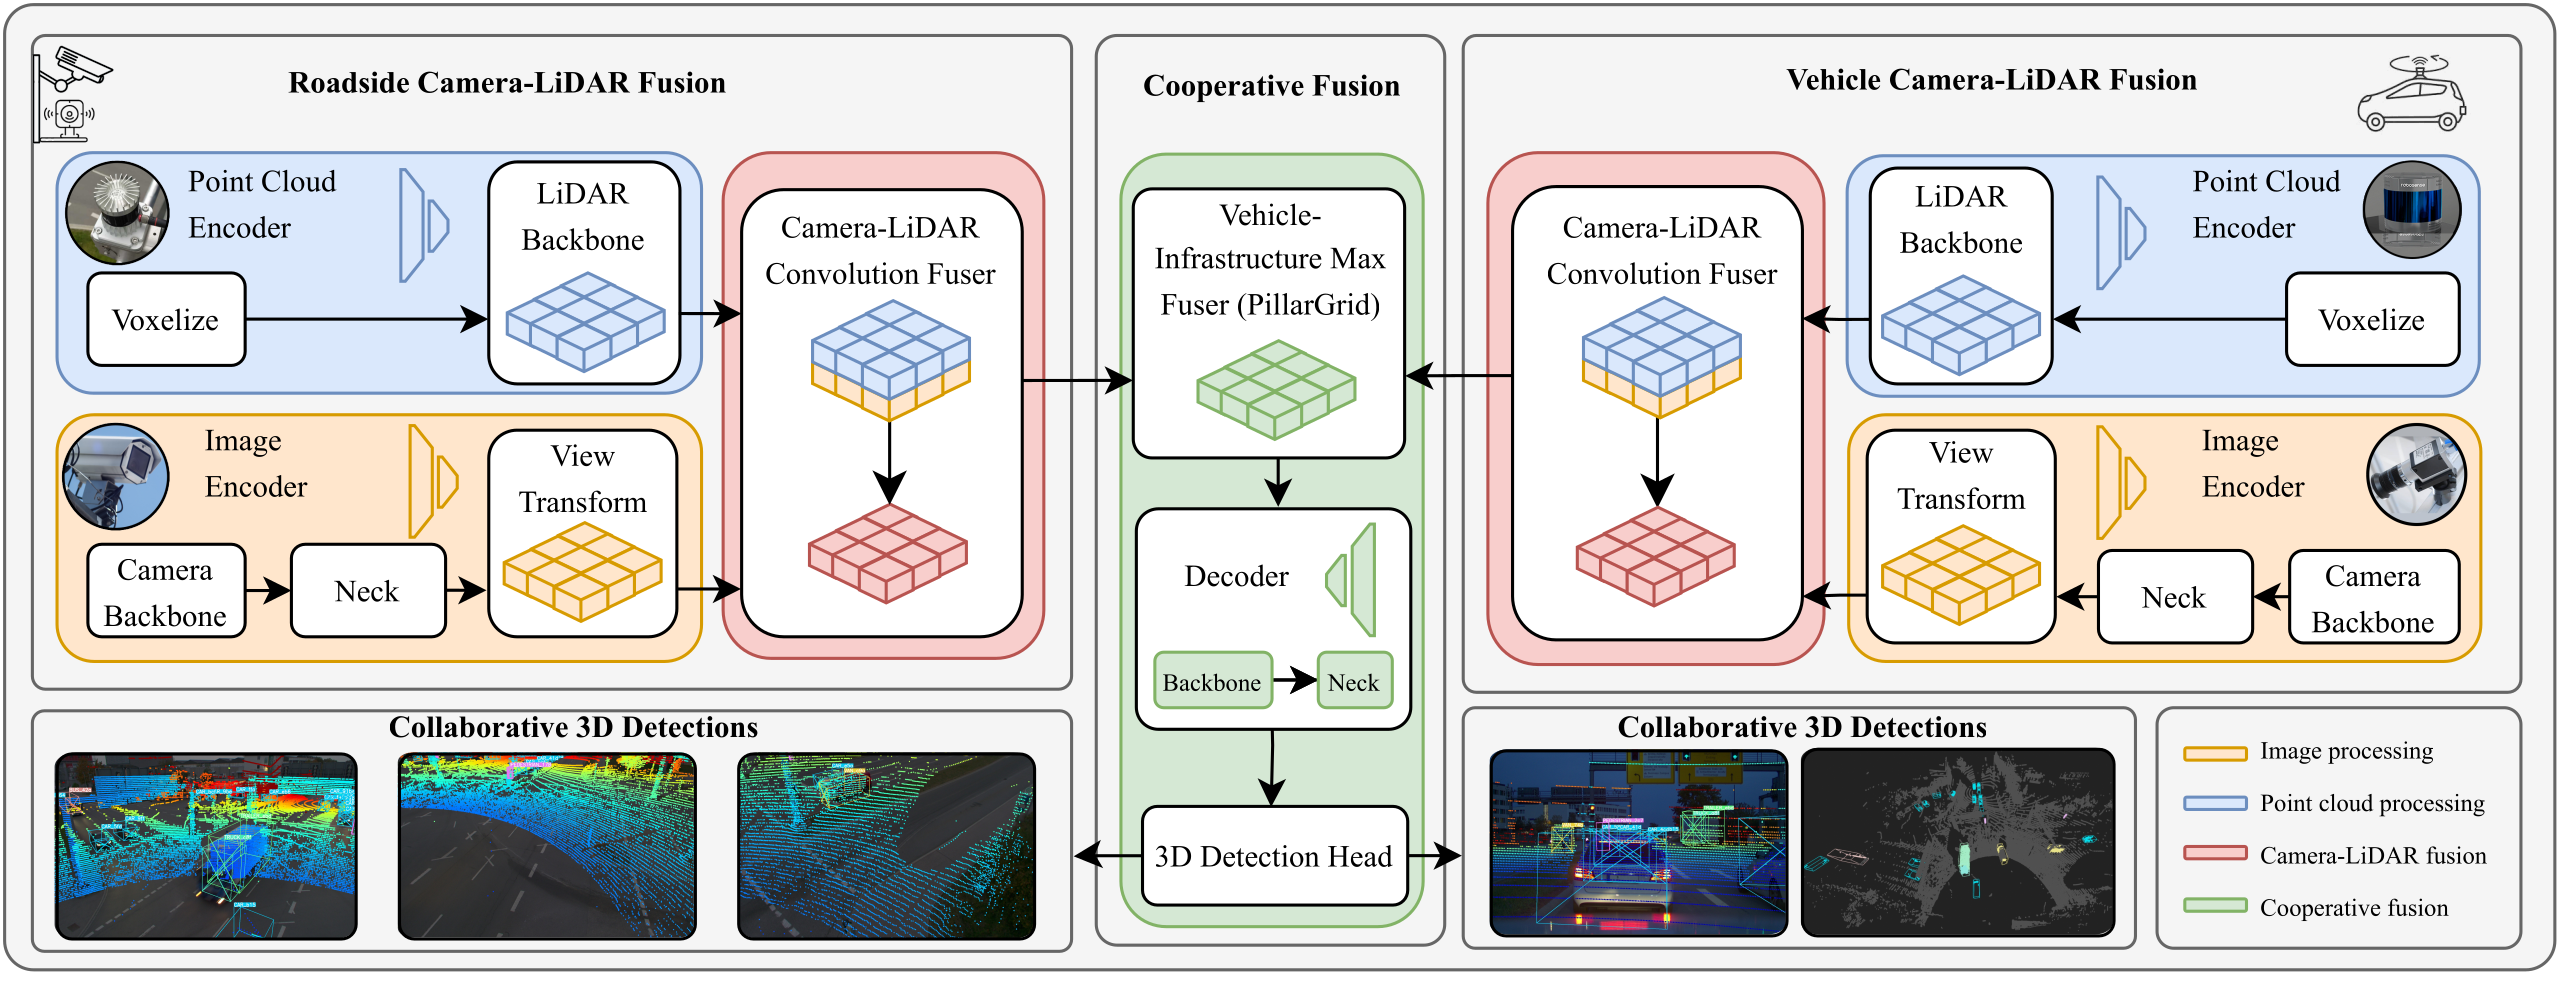 Roadside Camera-LiDAR Fusion
Point Cloud
Encoder
LiDAR
Backbone
Voxelize
Image
Encoder
View
Transform
Camera
Backbone
Neck
Camera-LiDAR
Convolution Fuser
Cooperative Fusion
Vehicle-
Infrastructure Max
Fuser (PillarGrid)
Decoder
Backbone
Neck
3D Detection Head
Vehicle Camera-LiDAR Fusion
Camera-LiDAR
Convolution Fuser
LiDAR
Backbone
Point Cloud
Encoder
Voxelize
View
Transform
Image
Encoder
Neck
Camera
Backbone
Collaborative 3D Detections
Collaborative 3D Detections
Image processing
Point cloud processing
Camera-LiDAR fusion
Cooperative fusion